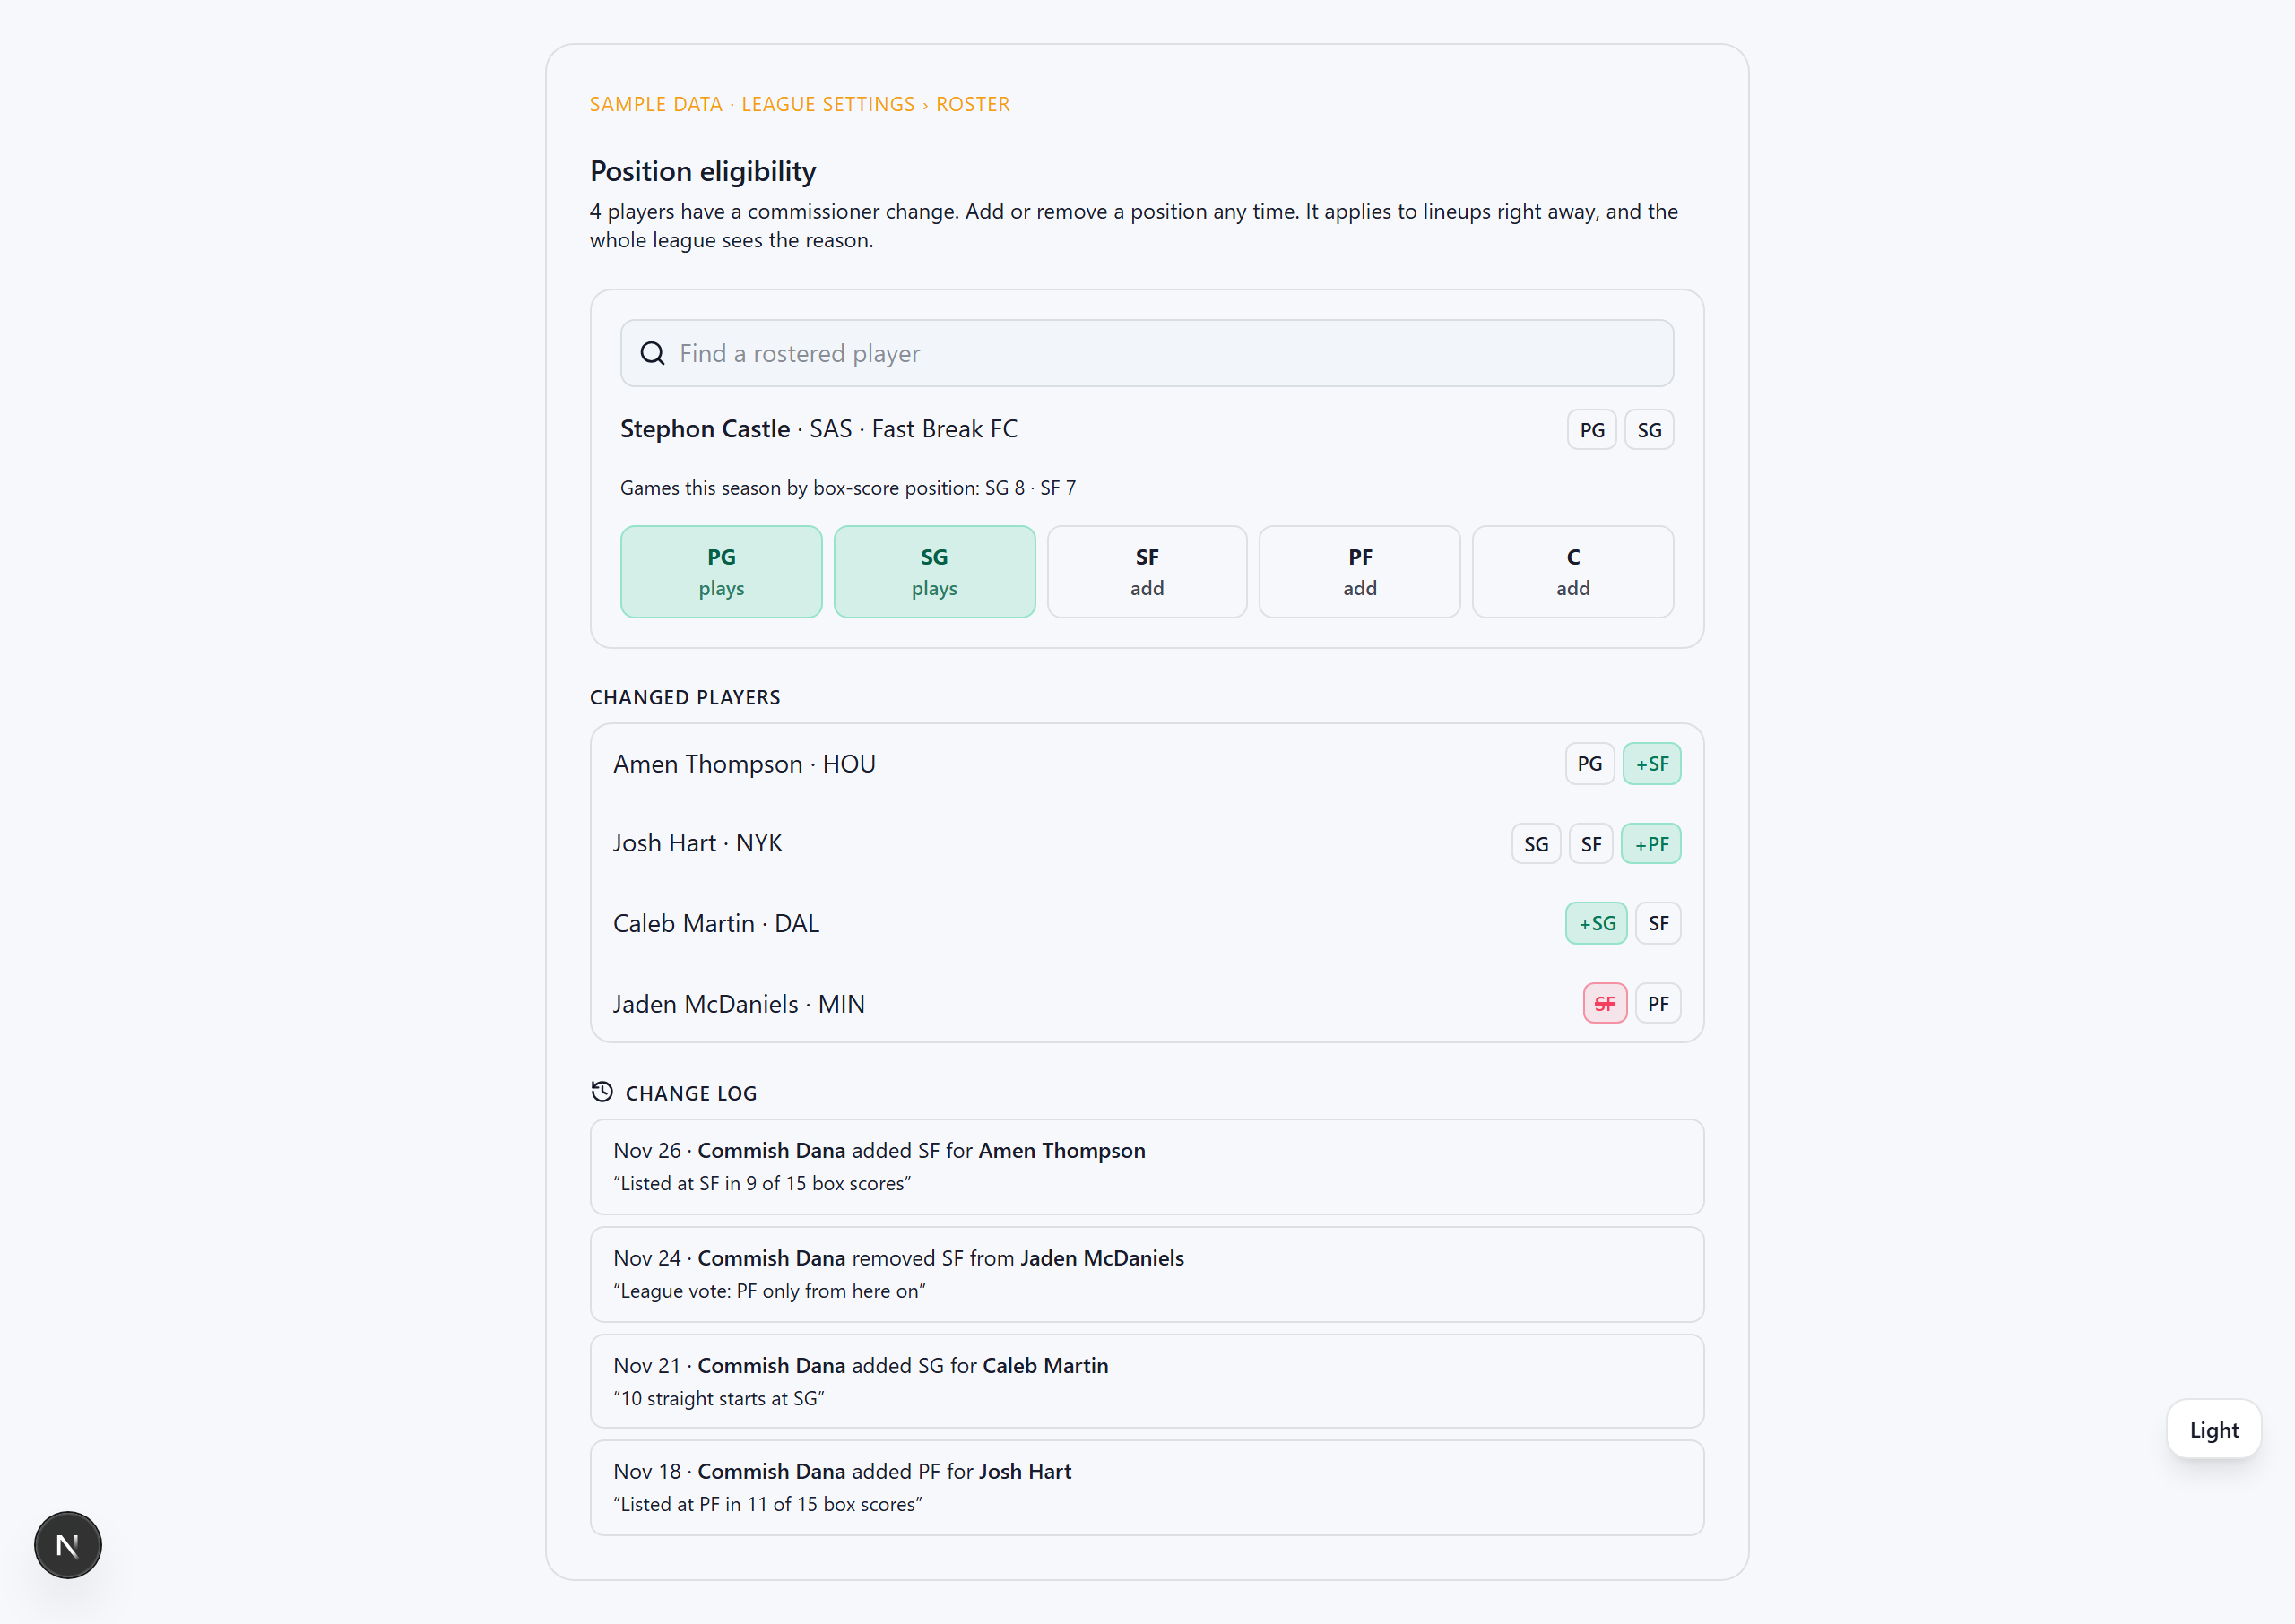 SAMPLE DATA · LEAGUE SETTINGS › ROSTER
Position eligibility
4 players have a commissioner change. Add or remove a position any time. It applies to lineups right away, and the
whole league sees the reason.
Find a rostered player
Stephon Castle · SAS · Fast Break FC PG SG
Games this season by box-score position: SG 8 · SF 7
PG SG SF PF C
plays plays add add add
CHANGED PLAYERS
Amen Thompson · HOU PG +SF
Josh Hart · NYK SG SF +PF
Caleb Martin · DAL +SG SF
Jaden McDaniels · MIN SF PF
CHANGE LOG
Nov 26 · Commish Dana added SF for Amen Thompson
“Listed at SF in 9 of 15 box scores”
Nov 24 · Commish Dana removed SF from Jaden McDaniels
“League vote: PF only from here on”
Nov 21 · Commish Dana added SG for Caleb Martin
“10 straight starts at SG”
Light
Nov 18 · Commish Dana added PF for Josh Hart
“Listed at PF in 11 of 15 box scores”
N